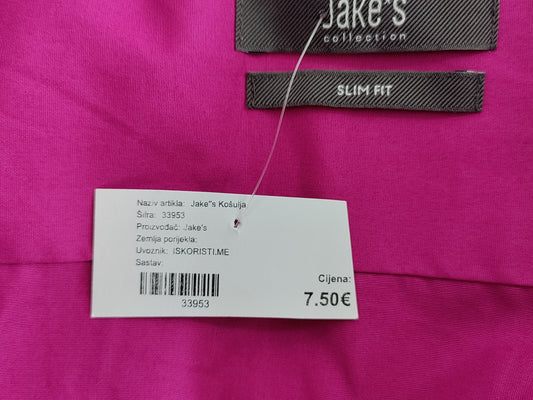 Jake*s
collection
SLIM FIT
Naziv artikla: Jake"s Košulja
Šifra: 33953
Proizvođač: Jake's
Zemlja porijekla:
Uvoznik: ISKORISTI.ME
Sastav:
Cijena:
7.50€
33953